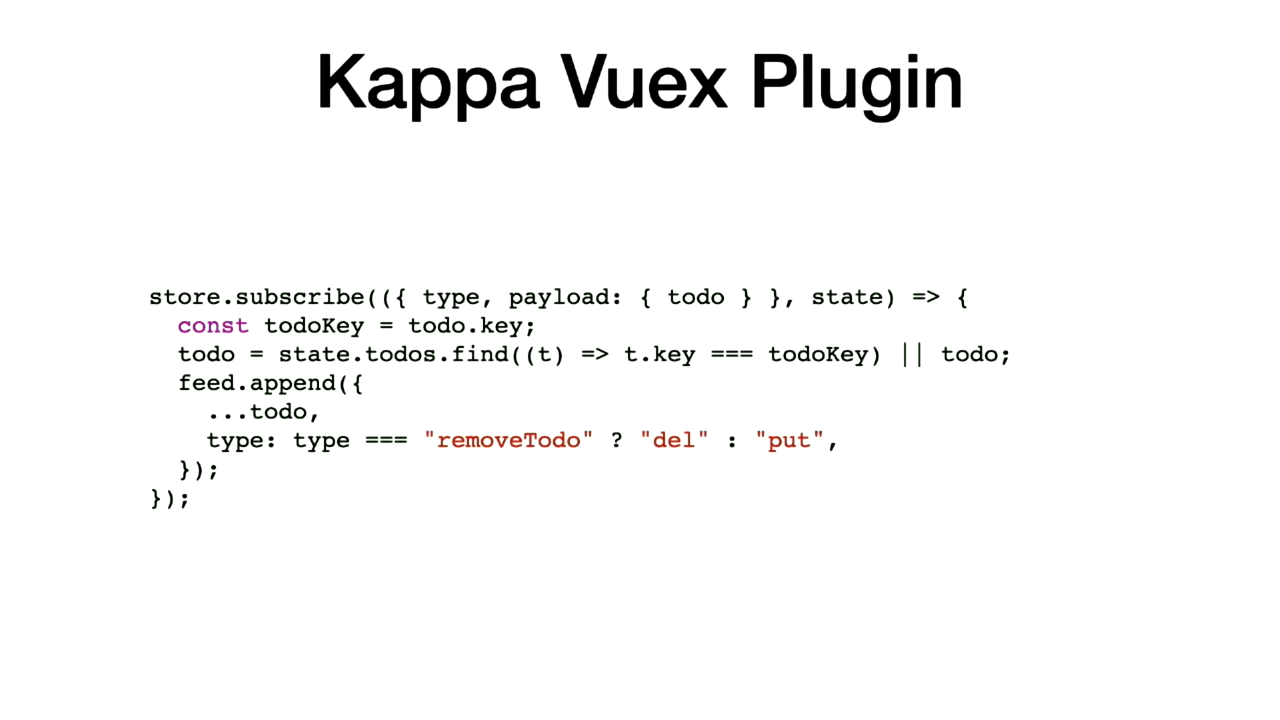 Kappa Vuex Plugin
store.subscribe(({ type, payload: { todo } }, state) => {
  const todoKey = todo.key;
  todo = state.todos.find((t) => t.key === todoKey) || todo;
  feed.append({
    ...todo,
    type: type === "removeTodo" ? "del" : "put",
  });
});